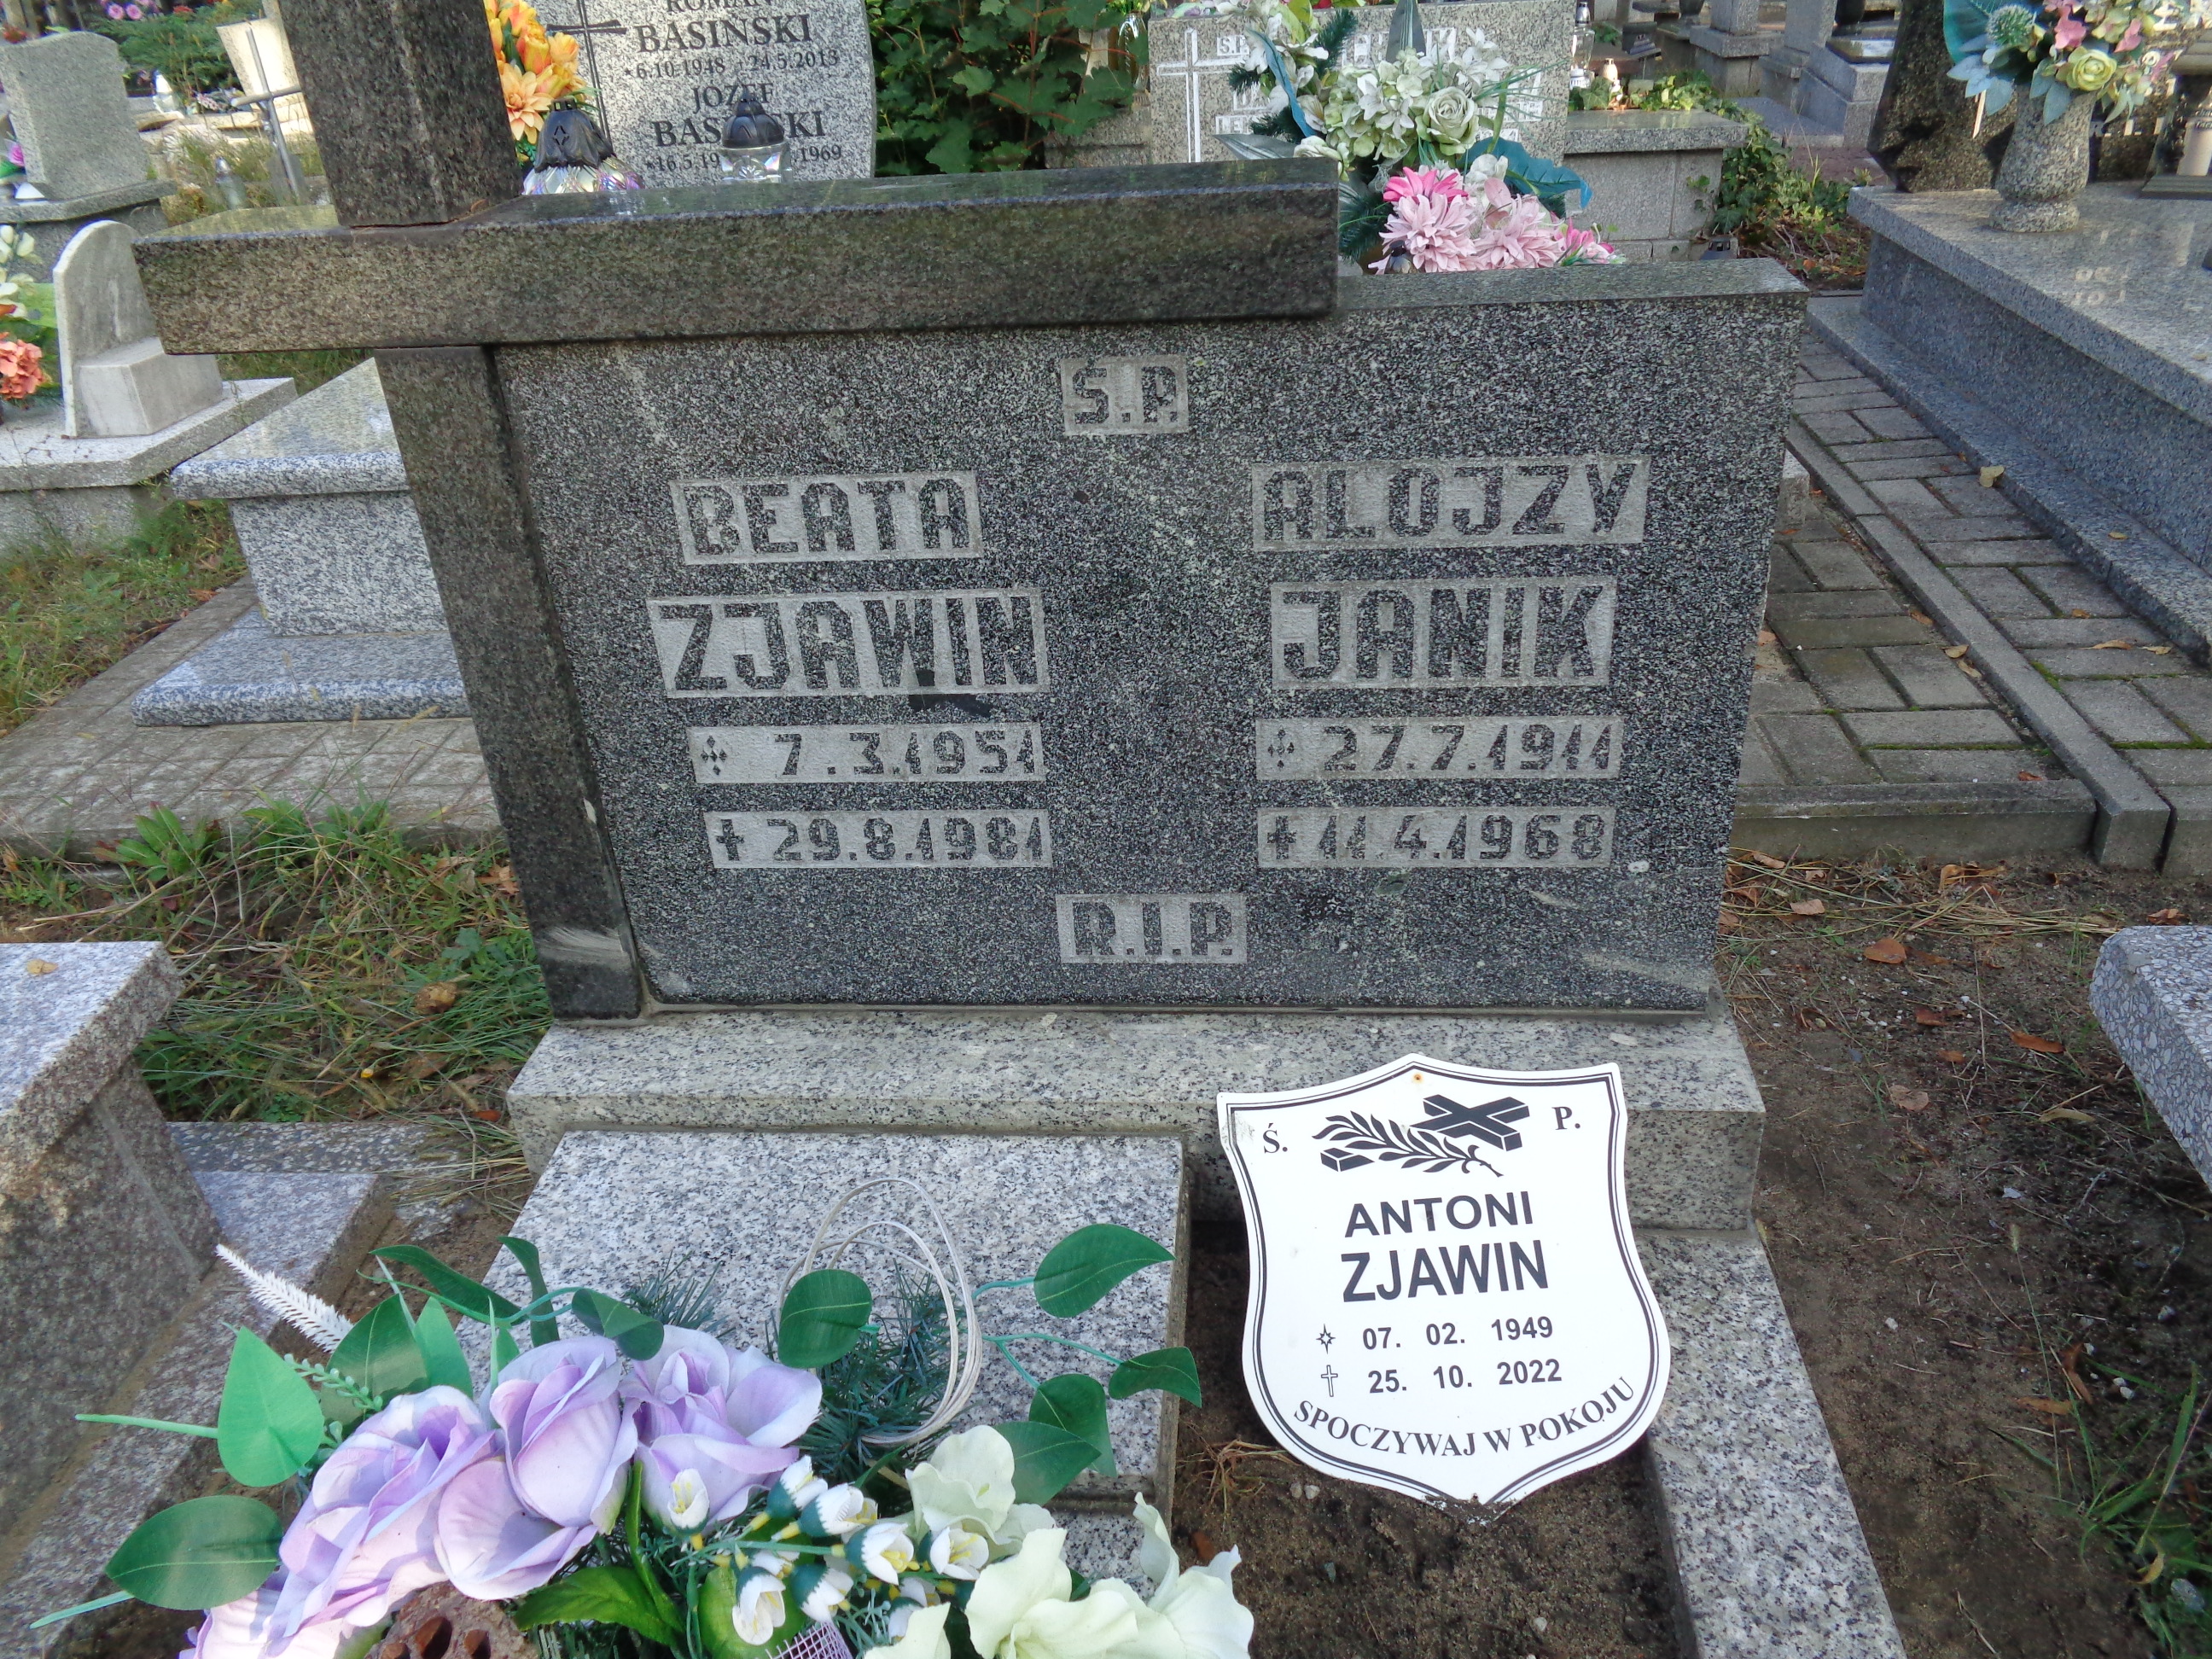 ROMAN
BASIŃSKI
*6.10.1948 24.5.2013
JÓZEF
1969
Ś.P.
BEATA
ZJAWIN
7.3.1951
✝ 29.8.1981
ALOJZY
JANIK
27.7.1911
✝ 11.4.1968
R.I.P.
Ś. P.
ANTONI
ZJAWIN
07. 02. 1949
✝ 25. 10. 2022
SPOCZYWAJ W POKOJU